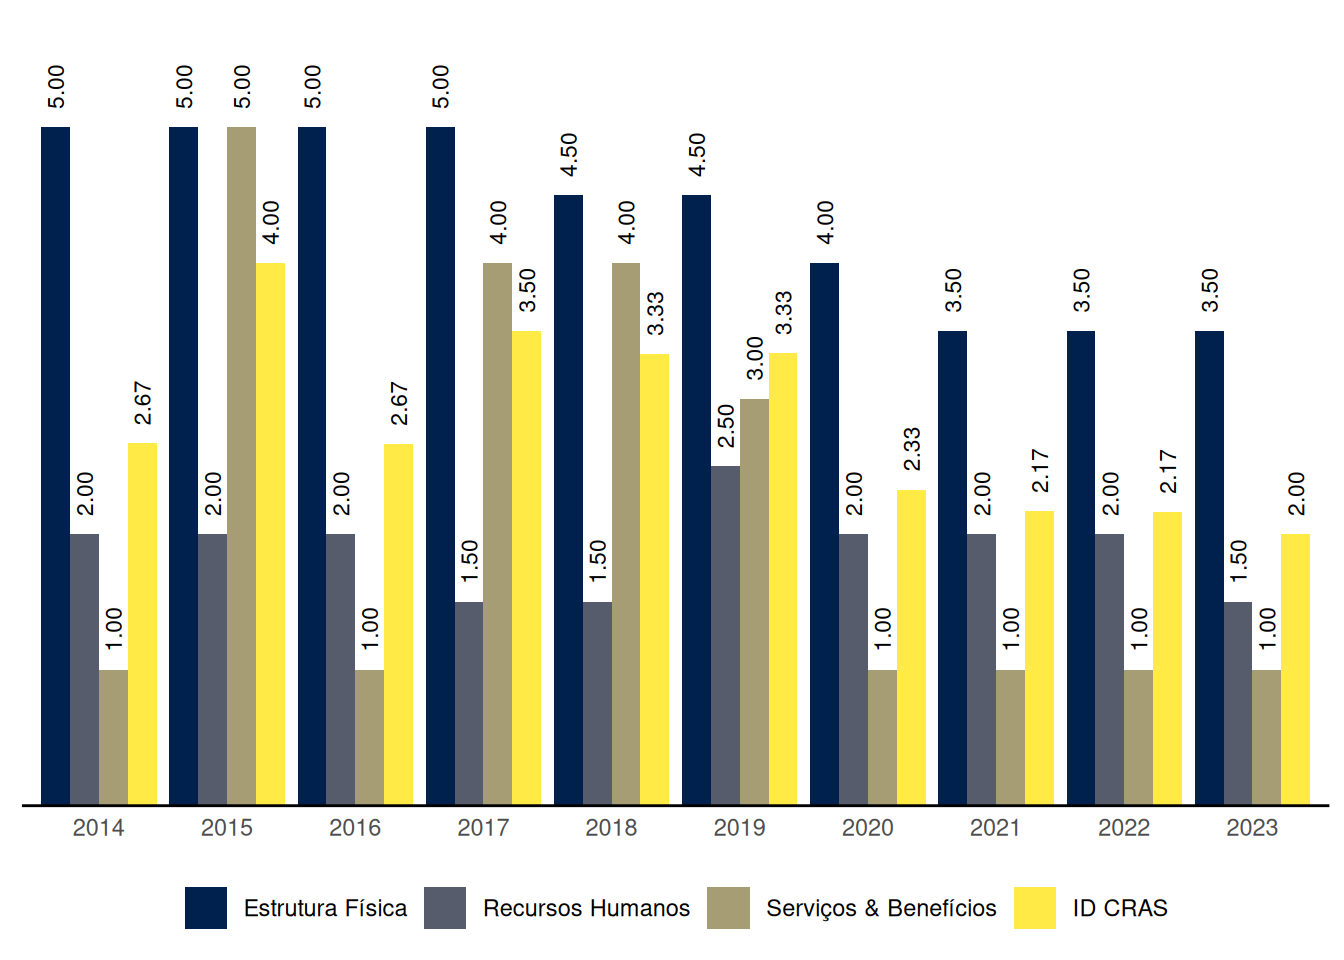 5.00 2.00 1.00 2.67
5.00 2.00 5.00 4.00
5.00 2.00 1.00 2.67
5.00 1.50 4.00 3.50
4.50 1.50 4.00 3.33
4.50 2.50 3.00 3.33
4.00 2.00 1.00 2.33
3.50 2.00 1.00 2.17
3.50 2.00 1.00 2.17
3.50 1.50 1.00 2.00
2014 2015 2016 2017 2018 2019 2020 2021 2022 2023
Estrutura Física Recursos Humanos Serviços & Benefícios ID CRAS